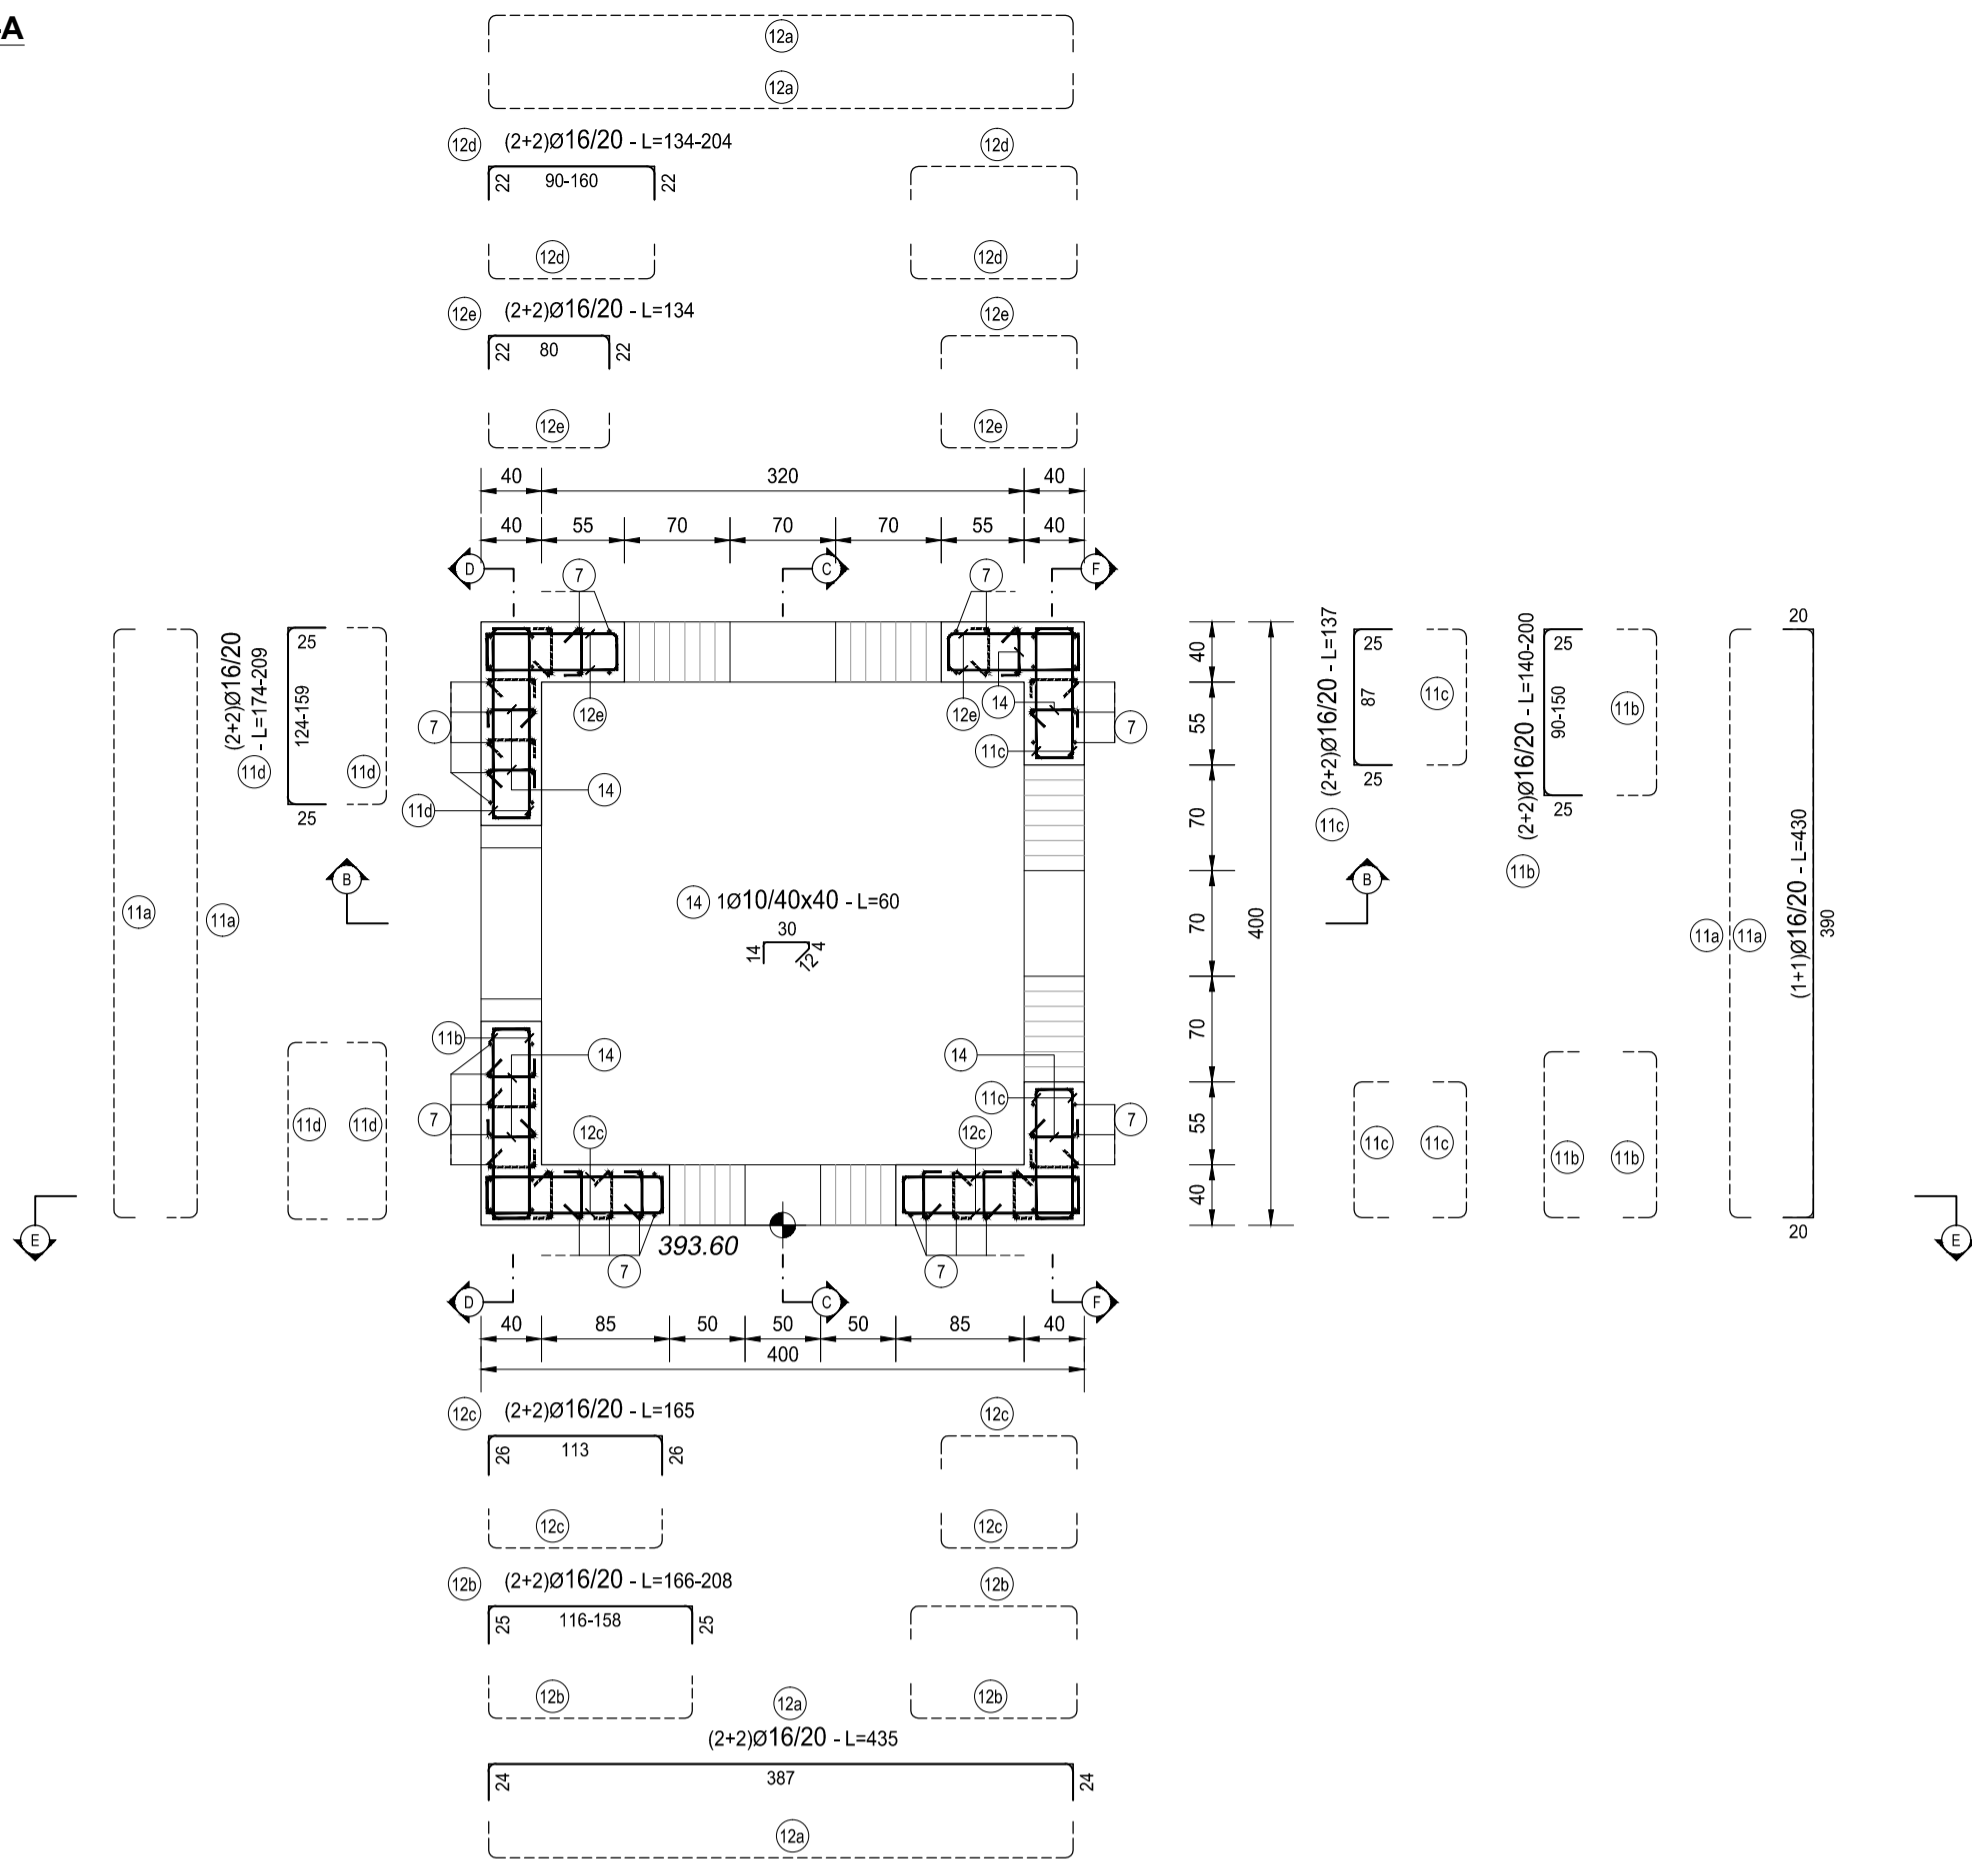 -A
12a
12a
12d (2+2)Ø16/20 - L=134-204 12d
22 90-160 22
12d 12d
12e (2+2)Ø16/20 - L=134 12e
22 80 22
12e 12e
40 320 40
40 55 70 70 70 55 40
D C F
7 7
(2+2)Ø16/20
- L=174-209
11d
25
124-159
25
11d
11a
11a
B
11d 11d
E
7
12e
14
11d
12e
14
11c
7
14 1Ø10/40x40 - L=60
30
14 12 4
11b
14
7
12c
14
11c
12c
7
7
393.60
7
D C F
40
55
70
70
70
55
40
400
(2+2)Ø16/20 - L=137
11c
25
87
25
11c
B
11c 11c
(2+2)Ø16/20 - L=140-200
11b
25
90-150
25
11b
11b 11b
20
11a 11a
(1+1)Ø16/20 - L=430
390
20
E
40 85 50 50 50 85 40
400
12c (2+2)Ø16/20 - L=165 12c
26 113 26
12c 12c
12b (2+2)Ø16/20 - L=166-208 12b
25 116-158 25
12b 12a 12b
(2+2)Ø16/20 - L=435
24 387 24
12a